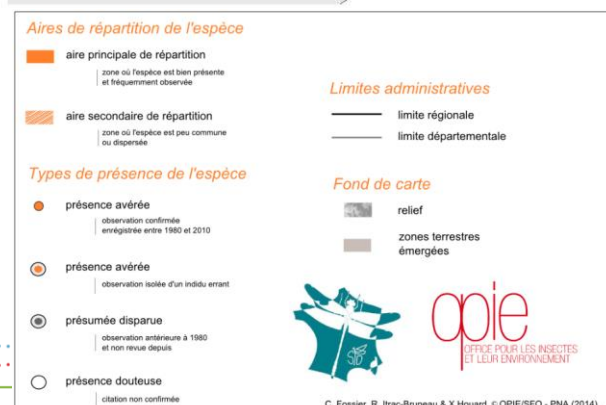 Aires de répartition de l'espèce
aire principale de répartition
zone où l'espèce est bien présente
et fréquemment observée
aire secondaire de répartition
zone où l'espèce est peu commune
ou dispersée
Types de présence de l'espèce
présence avérée
observation confirmée
enrégistrée entre 1980 et 2010
présence avérée
observation isolée d'un indidu errant
présumée disparue
observation antérieure à 1980
et non revue depuis
présence douteuse
citation non confirmée
Limites administratives
limite régionale
limite départementale
Fond de carte
relief
zones terrestres
émergées
SfO
opie
OFFICE POUR LES INSECTES
ET LEUR ENVIRONNEMENT
C. Fossier, R. Itrac-Bruneau & X.Houard, © OPIE/SFO - PNA (2014)